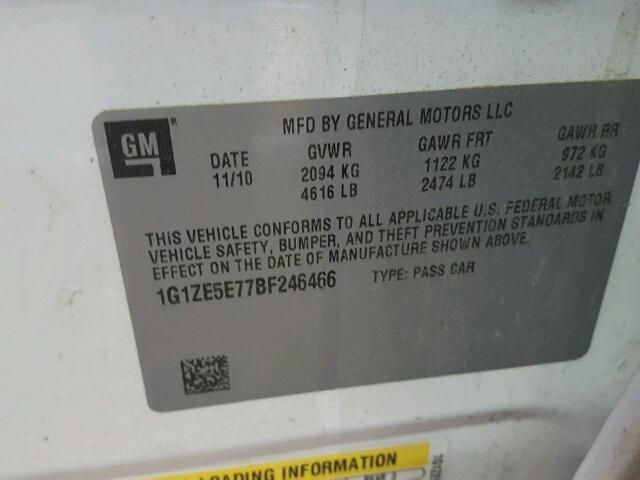 GM®
MFD BY GENERAL MOTORS LLC
DATE GVWR GAWR FRT GAWR RR
11/10 2094 KG 1122 KG 972 KG
4616 LB 2474 LB 2142 LB
THIS VEHICLE CONFORMS TO ALL APPLICABLE U.S. FEDERAL MOTOR
VEHICLE SAFETY, BUMPER, AND THEFT PREVENTION STANDARDS IN
EFFECT ON THE DATE OF MANUFACTURE SHOWN ABOVE.
1G1ZE5E77BF246466 TYPE: PASS CAR
LOADING INFORMATION